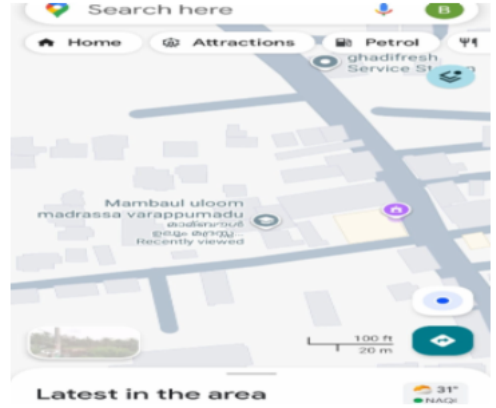 Search here
B
Home Attractions Petrol
ghadifresh
Service
Mambaul uloom
madrassa varappumadu
Recently viewed
100 ft
20 m
Latest in the area
31°
NAQI